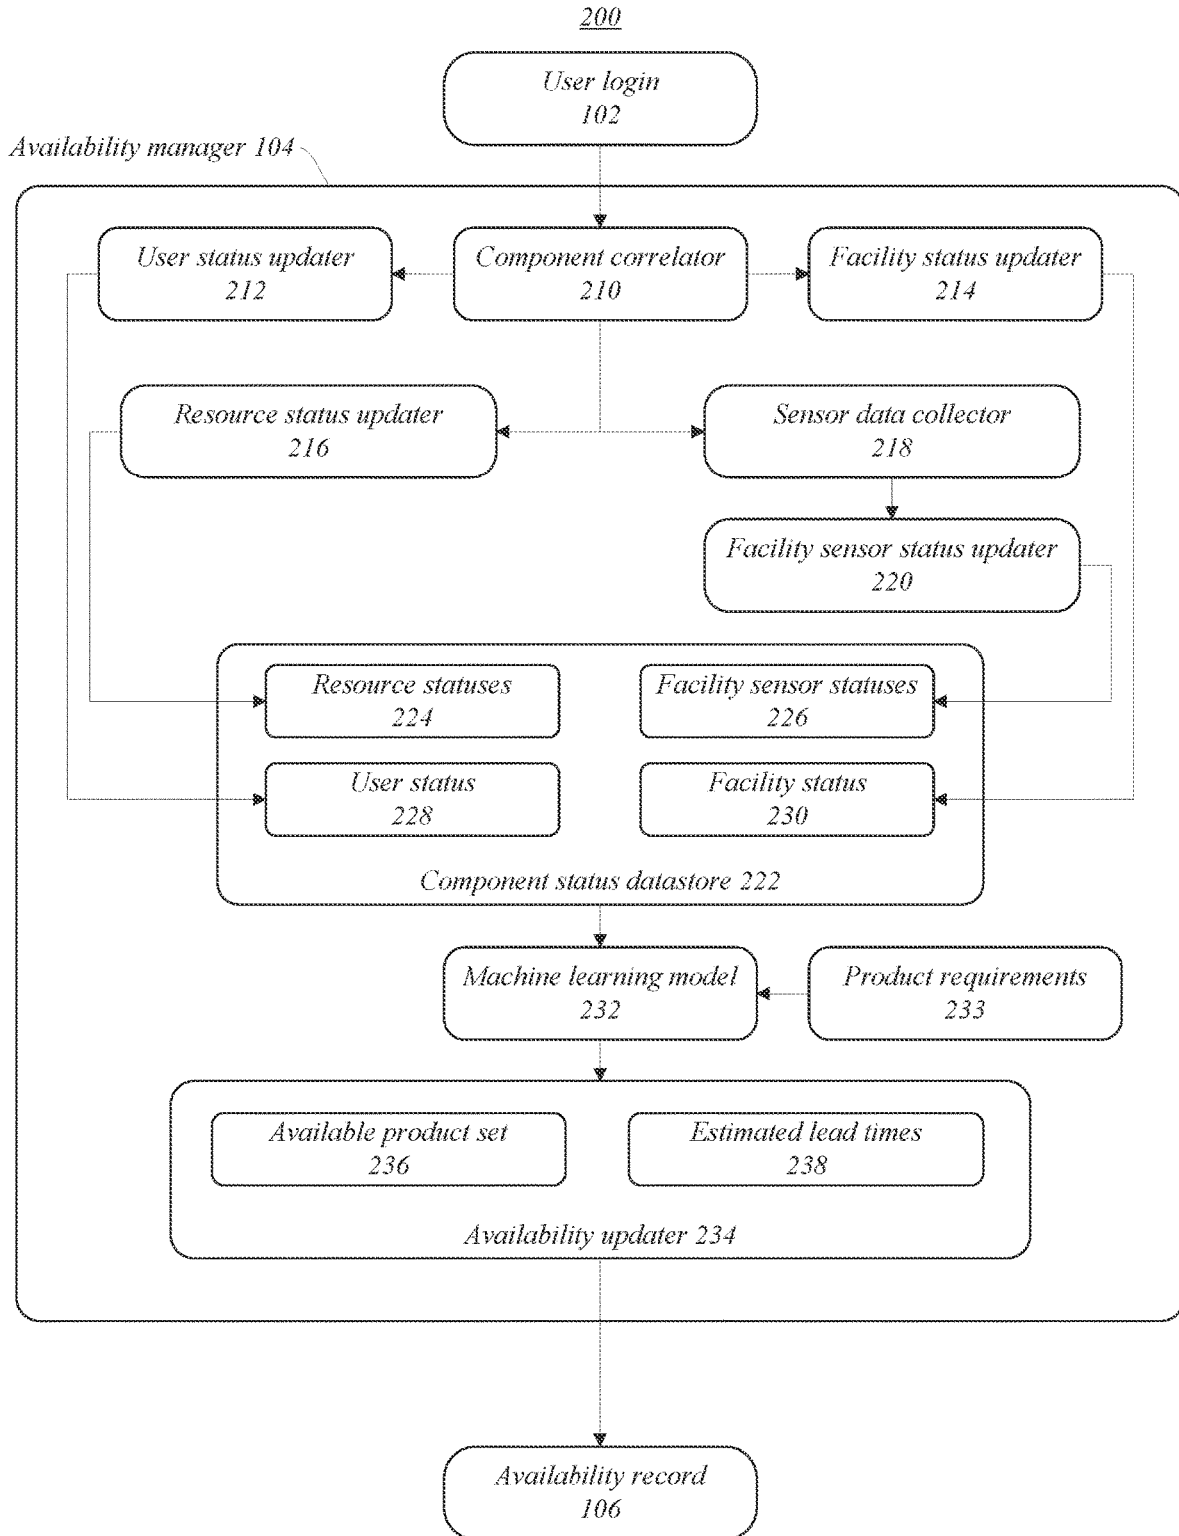 200
User login
102
Availability manager 104
User status updater
212
Component correlator
210
Facility status updater
214
Resource status updater
216
Sensor data collector
218
Facility sensor status updater
220
Resource statuses
224
Facility sensor statuses
226
User status
228
Facility status
230
Component status datastore 222
Machine learning model
232
Product requirements
233
Available product set
236
Estimated lead times
238
Availability updater 234
Availability record
106